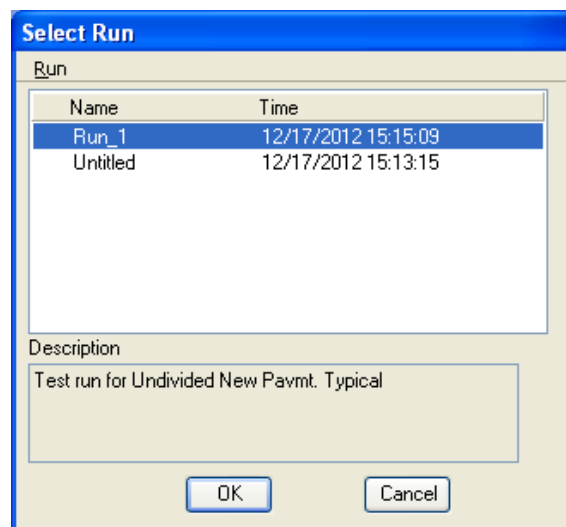 Select Run
Run
Name Time
Run_1 12/17/2012 15:15:09
Untitled 12/17/2012 15:13:15
Description
Test run for Undivided New Pavmt. Typical
OK Cancel